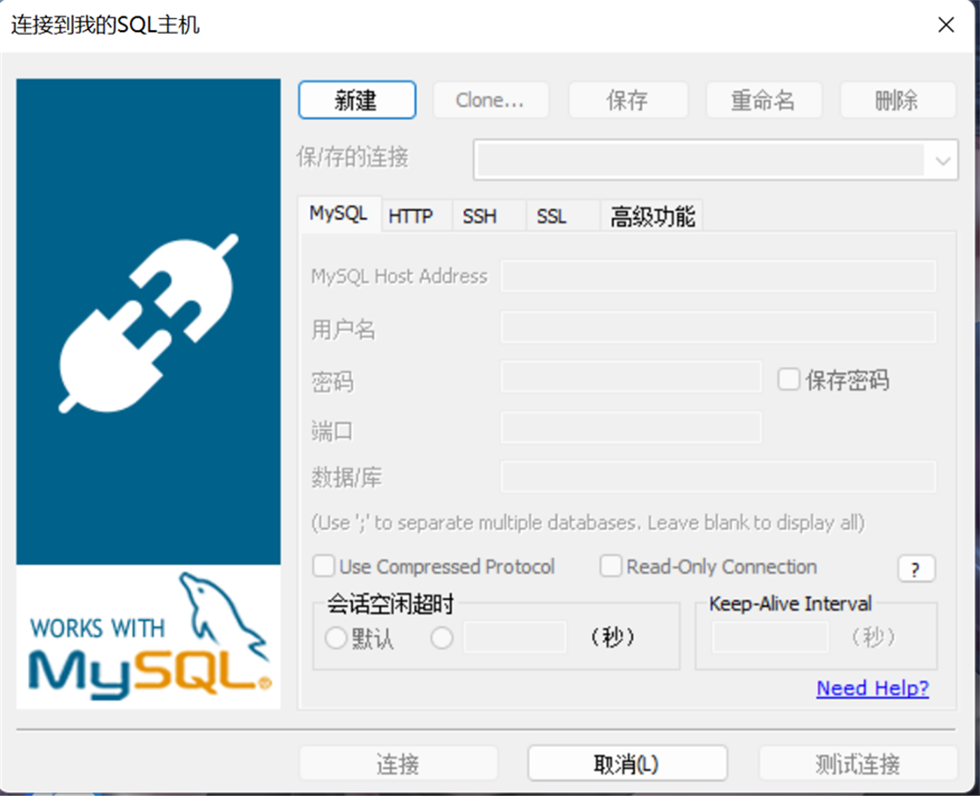 连接到我的SQL主机
新建 Clone... 保存 重命名 删除
保/存的连接
MySQL HTTP SSH SSL 高级功能
MySQL Host Address
用户名
密码 保存密码
端口
数据/库
(Use ';' to separate multiple databases. Leave blank to display all)
Use Compressed Protocol Read-Only Connection ?
会话空闲超时 Keep-Alive Interval
默认 (秒) (秒)
Need Help?
WORKS WITH
MySQL
连接 取消(L) 测试连接